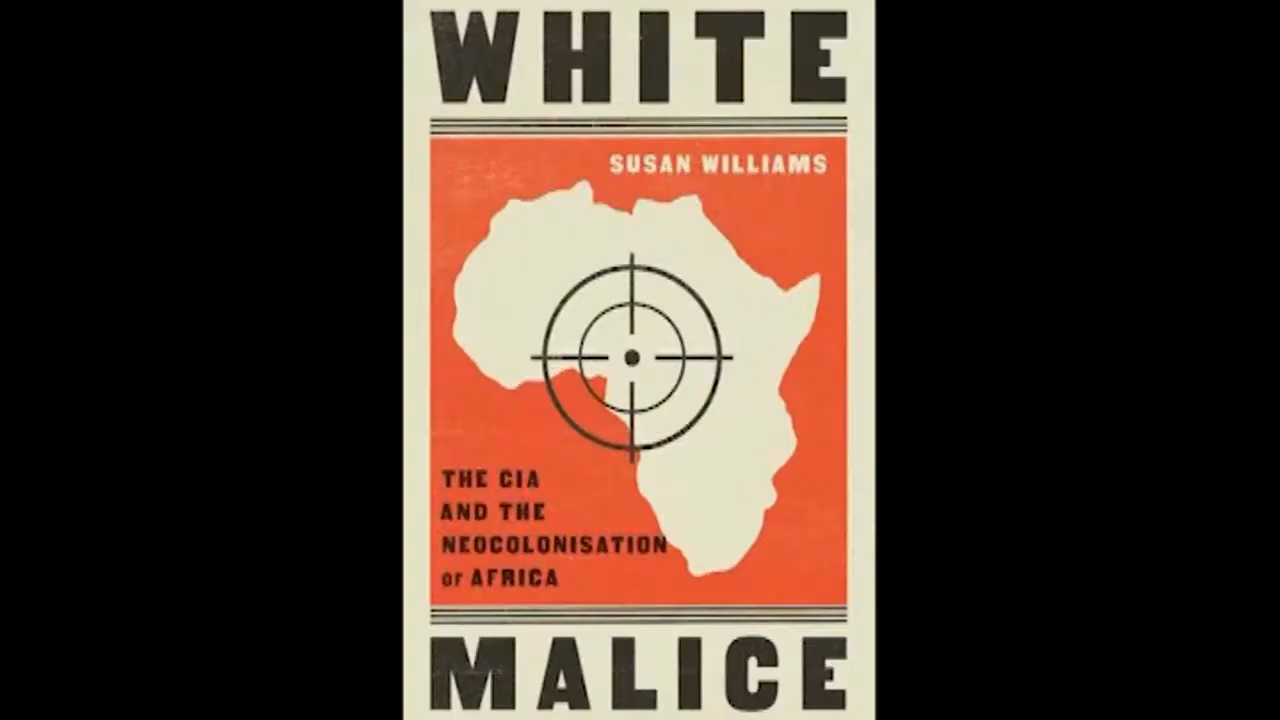 WHITE
SUSAN WILLIAMS
THE CIA
AND THE
NEOCOLONISATION
OF AFRICA
MALICE